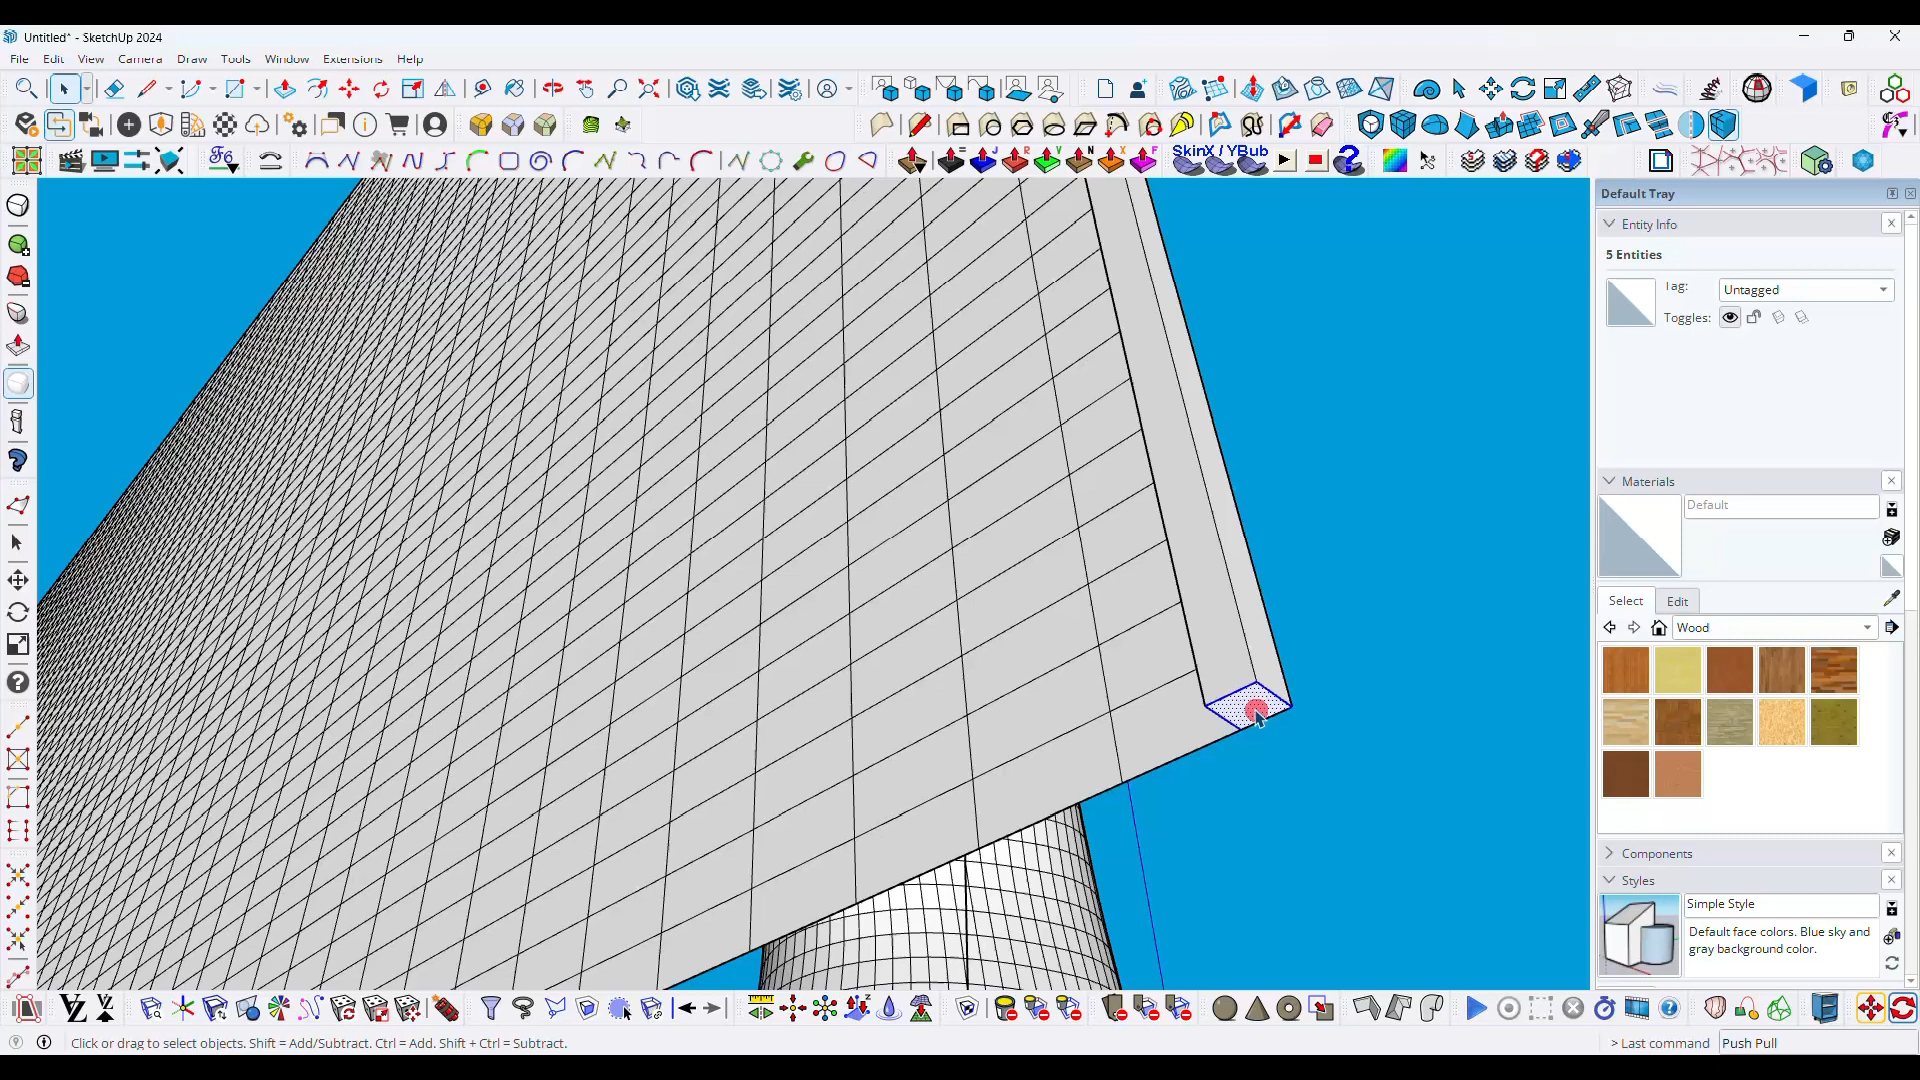 Untitled* - SketchUp 2024
File Edit View Camera Draw Tools Window Extensions Help
SkinX / YBub
Default Tray
Entity Info
5 Entities
Tag: Untagged
Toggles:
Materials
Default
Select Edit
Wood
Components
Styles
Simple Style
Default face colors. Blue sky and
gray background color.
Click or drag to select objects. Shift = Add/Subtract. Ctrl = Add. Shift + Ctrl = Subtract.
> Last command Push Pull